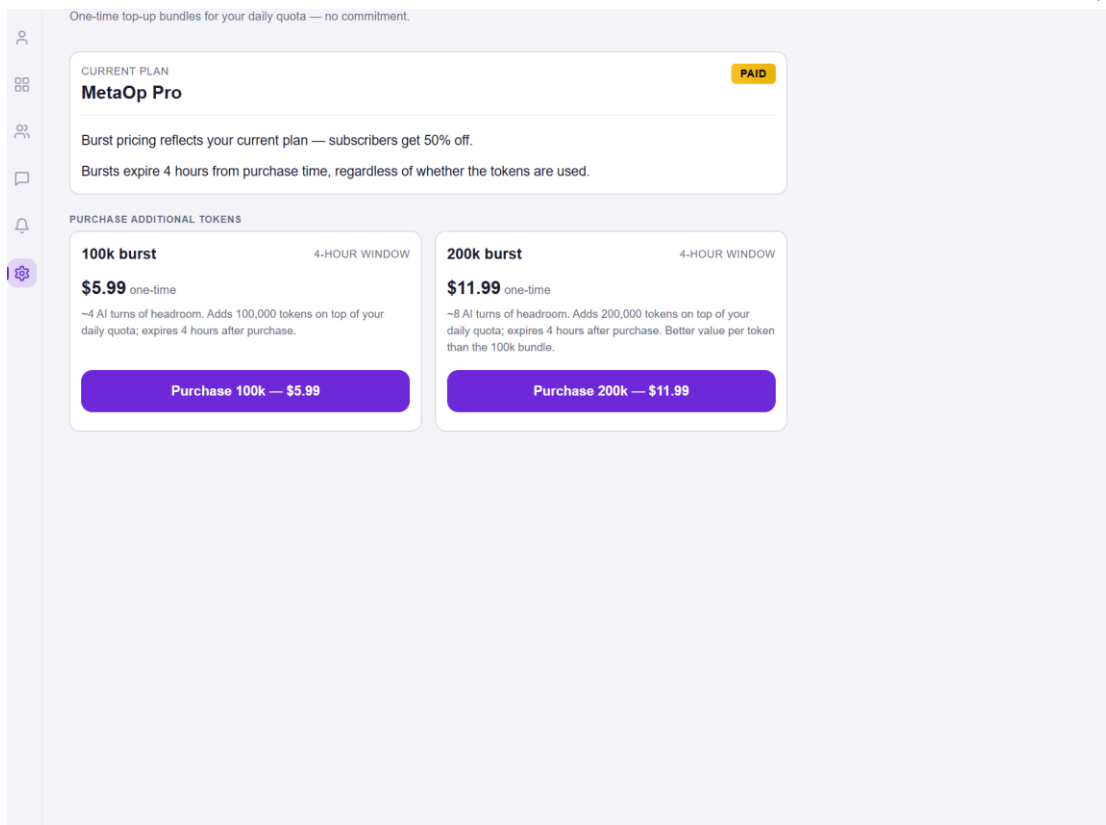 One-time top-up bundles for your daily quota — no commitment.
CURRENT PLAN
PAID
MetaOp Pro
Burst pricing reflects your current plan — subscribers get 50% off.
Bursts expire 4 hours from purchase time, regardless of whether the tokens are used.
PURCHASE ADDITIONAL TOKENS
100k burst
4-HOUR WINDOW
$5.99 one-time
~4 AI turns of headroom. Adds 100,000 tokens on top of your
daily quota; expires 4 hours after purchase.
Purchase 100k — $5.99
200k burst
4-HOUR WINDOW
$11.99 one-time
~8 AI turns of headroom. Adds 200,000 tokens on top of your
daily quota; expires 4 hours after purchase. Better value per token
than the 100k bundle.
Purchase 200k — $11.99